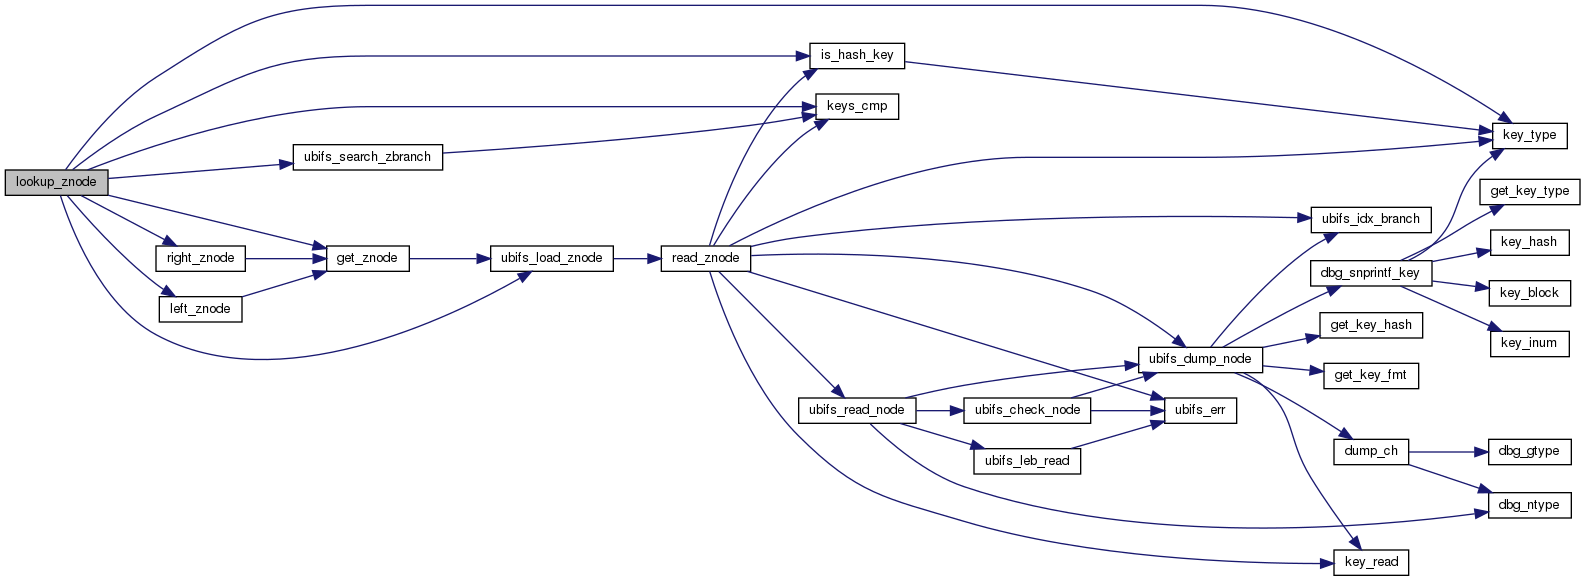 lookup_znode
is_hash_key
keys_cmp
ubifs_search_zbranch
right_znode
left_znode
get_znode
ubifs_load_znode
read_znode
ubifs_read_node
ubifs_check_node
ubifs_leb_read
ubifs_dump_node
ubifs_err
ubifs_idx_branch
dbg_snprintf_key
get_key_hash
get_key_fmt
dump_ch
key_read
key_type
get_key_type
key_hash
key_block
key_inum
dbg_gtype
dbg_ntype